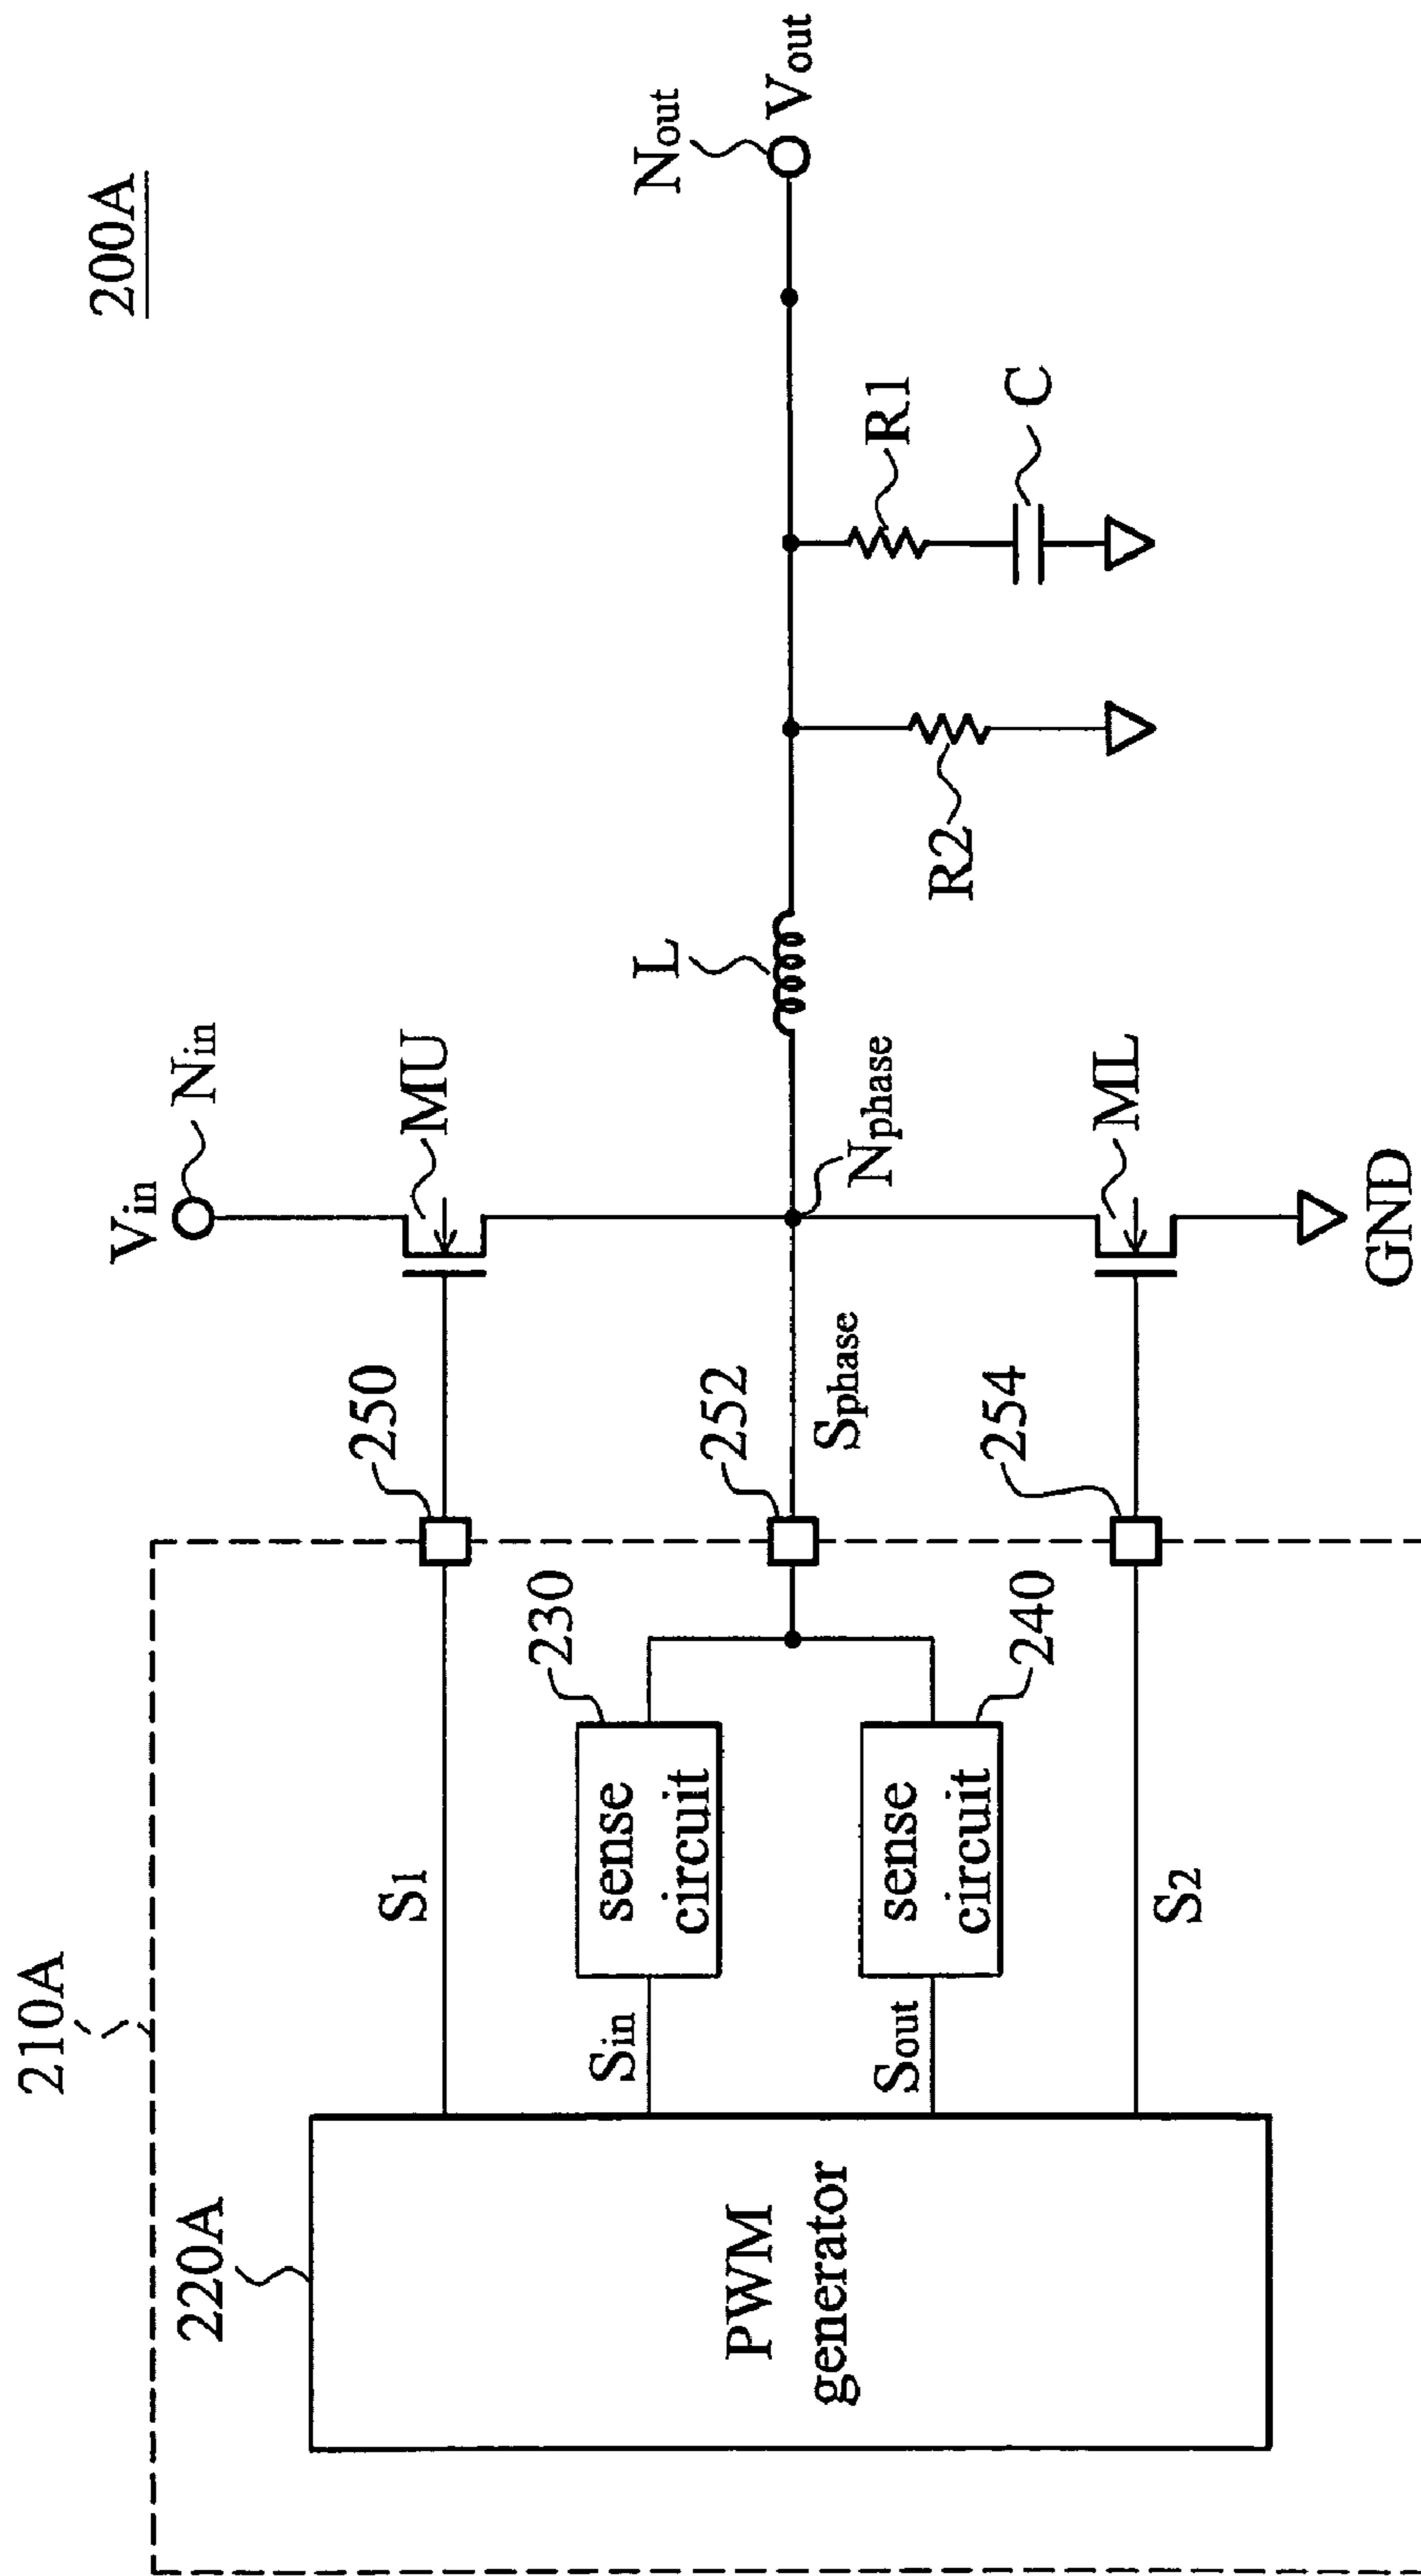 200A
210A
220A
PWM
generator
S1
Sin
Sout
S2
sense
circuit
230
sense
circuit
240
250
252
254
Sphase
Vin
Nin
MU
Nphase
ML
GND
L
R2
R1
C
Nout
Vout